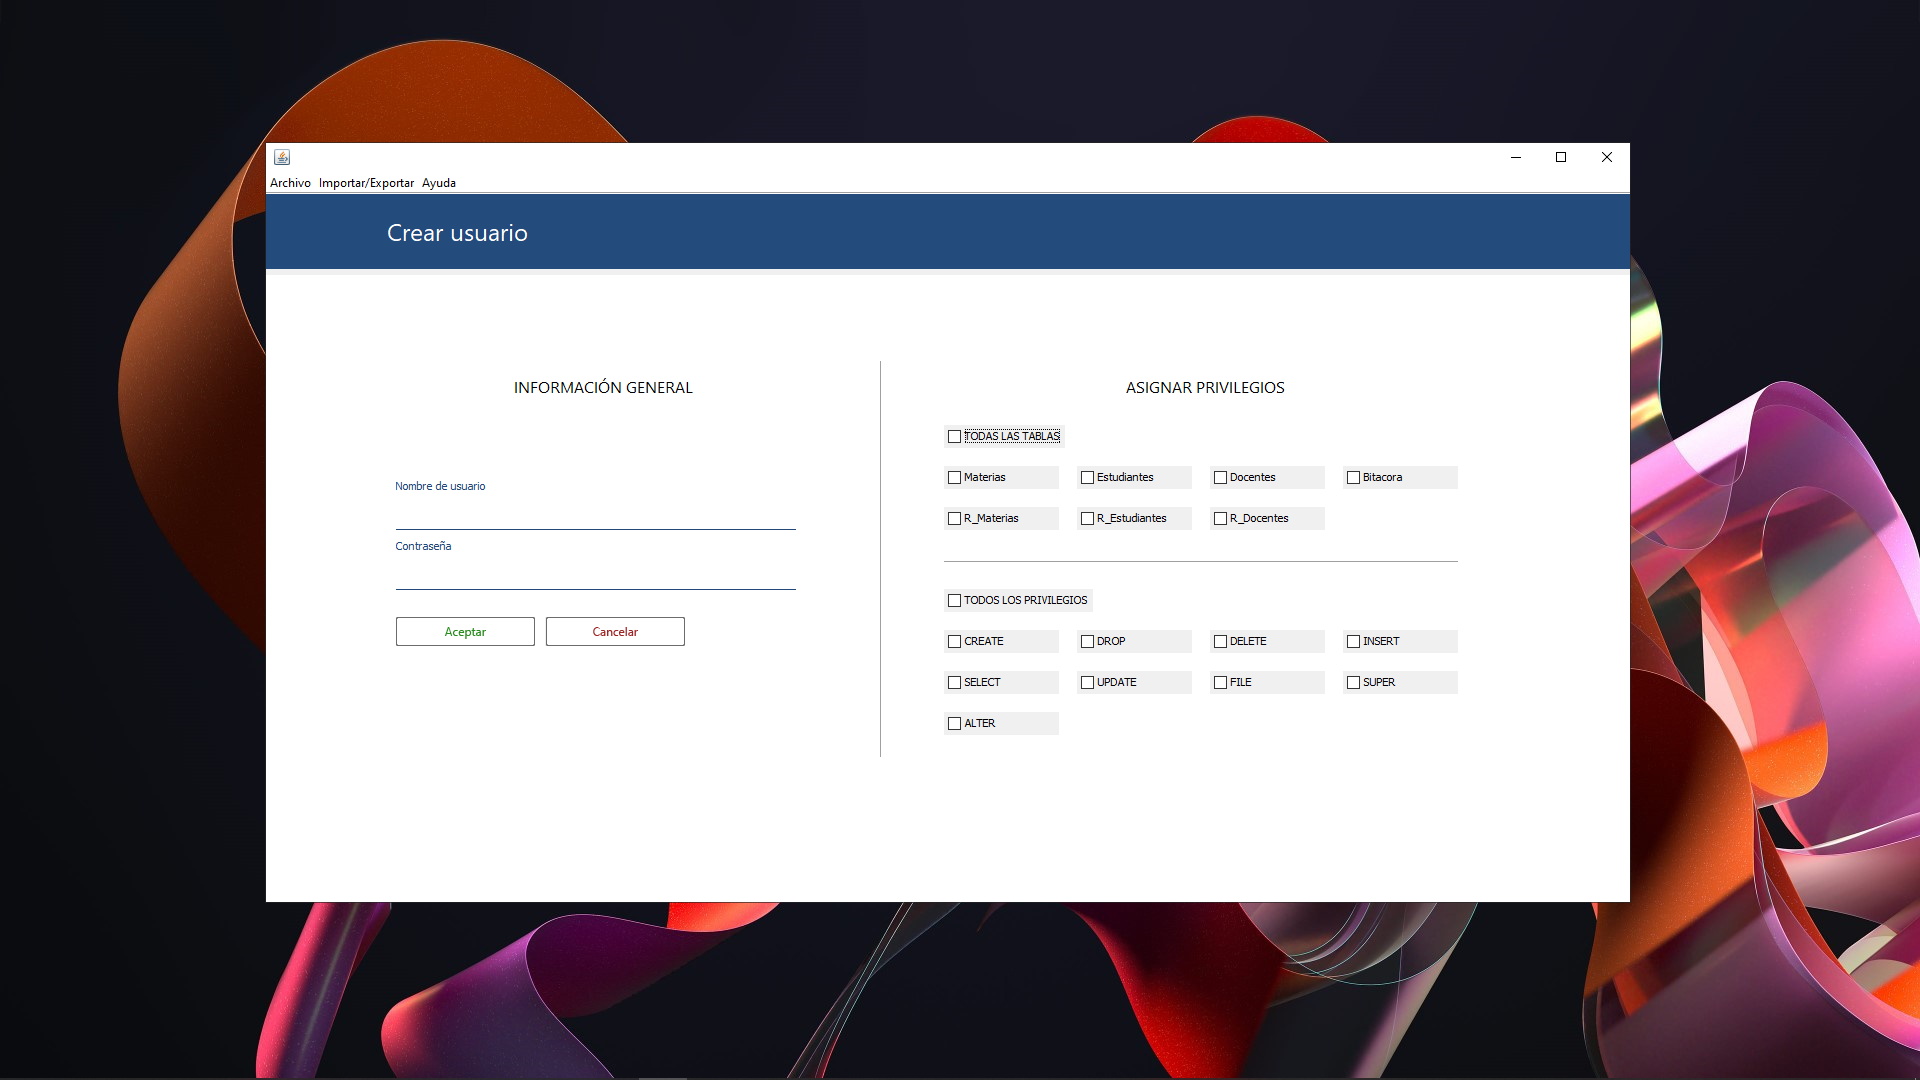 Archivo Importar/Exportar Ayuda
Crear usuario
INFORMACIÓN GENERAL
Nombre de usuario
Contraseña
Aceptar Cancelar
ASIGNAR PRIVILEGIOS
TODAS LAS TABLAS
Materias Estudiantes Docentes Bitacora
R_Materias R_Estudiantes R_Docentes
TODOS LOS PRIVILEGIOS
CREATE DROP DELETE INSERT
SELECT UPDATE FILE SUPER
ALTER